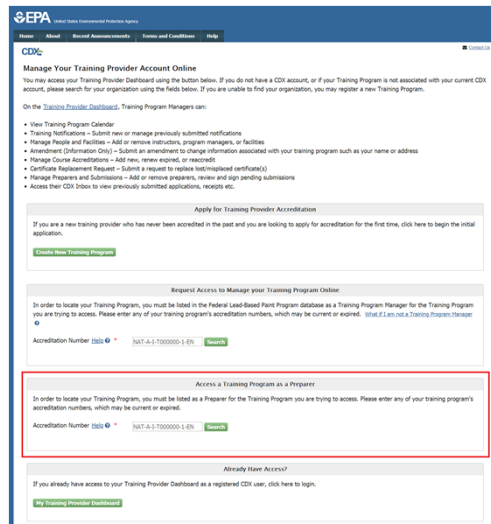 EPA United States Environmental Protection Agency
Home About Recent Announcements Terms and Conditions Help
CDX
Contact Us
Manage Your Training Provider Account Online
You may access your Training Provider Dashboard using the button below. If you do not have a CDX account, or if your Training Program is not associated with your current CDX
account, please search for your organization using the fields below. If you are unable to find your organization, you may register a new Training Program.
On the Training Provider Dashboard, Training Program Managers can:
• View Training Program Calendar
• Training Notifications – Submit new or manage previously submitted notifications
• Manage People and Facilities – Add or remove instructors, program managers, or facilities
• Amendment (Information Only) – Submit an amendment to change information associated with your training program such as your name or address
• Manage Course Accreditations – Add new, renew expired, or reaccredit
• Certificate Replacement Request – Submit a request to replace lost/misplaced certificate(s)
• Manage Preparers and Submissions – Add or remove preparers, review and sign pending submissions
• Access their CDX Inbox to view previously submitted applications, receipts etc.
Apply for Training Provider Accreditation
If you are a new training provider who has never been accredited in the past and you are looking to apply for accreditation for the first time, click here to begin the initial
application.
Create New Training Program
Request Access to Manage your Training Program Online
In order to locate your Training Program, you must be listed in the Federal Lead-Based Paint Program database as a Training Program Manager for the Training Program
you are trying to access. Please enter any of your training program's accreditation numbers, which may be current or expired. What if I am not a Training Program Manager
Accreditation Number Help * NAT-A-I-T000000-1-EN Search
Access a Training Program as a Preparer
In order to locate your Training Program, you must be listed as a Preparer for the Training Program you are trying to access. Please enter any of your training program's
accreditation numbers, which may be current or expired.
Accreditation Number Help * NAT-A-I-T000000-1-EN Search
Already Have Access?
If you already have access to your Training Provider Dashboard as a registered CDX user, click here to login.
My Training Provider Dashboard